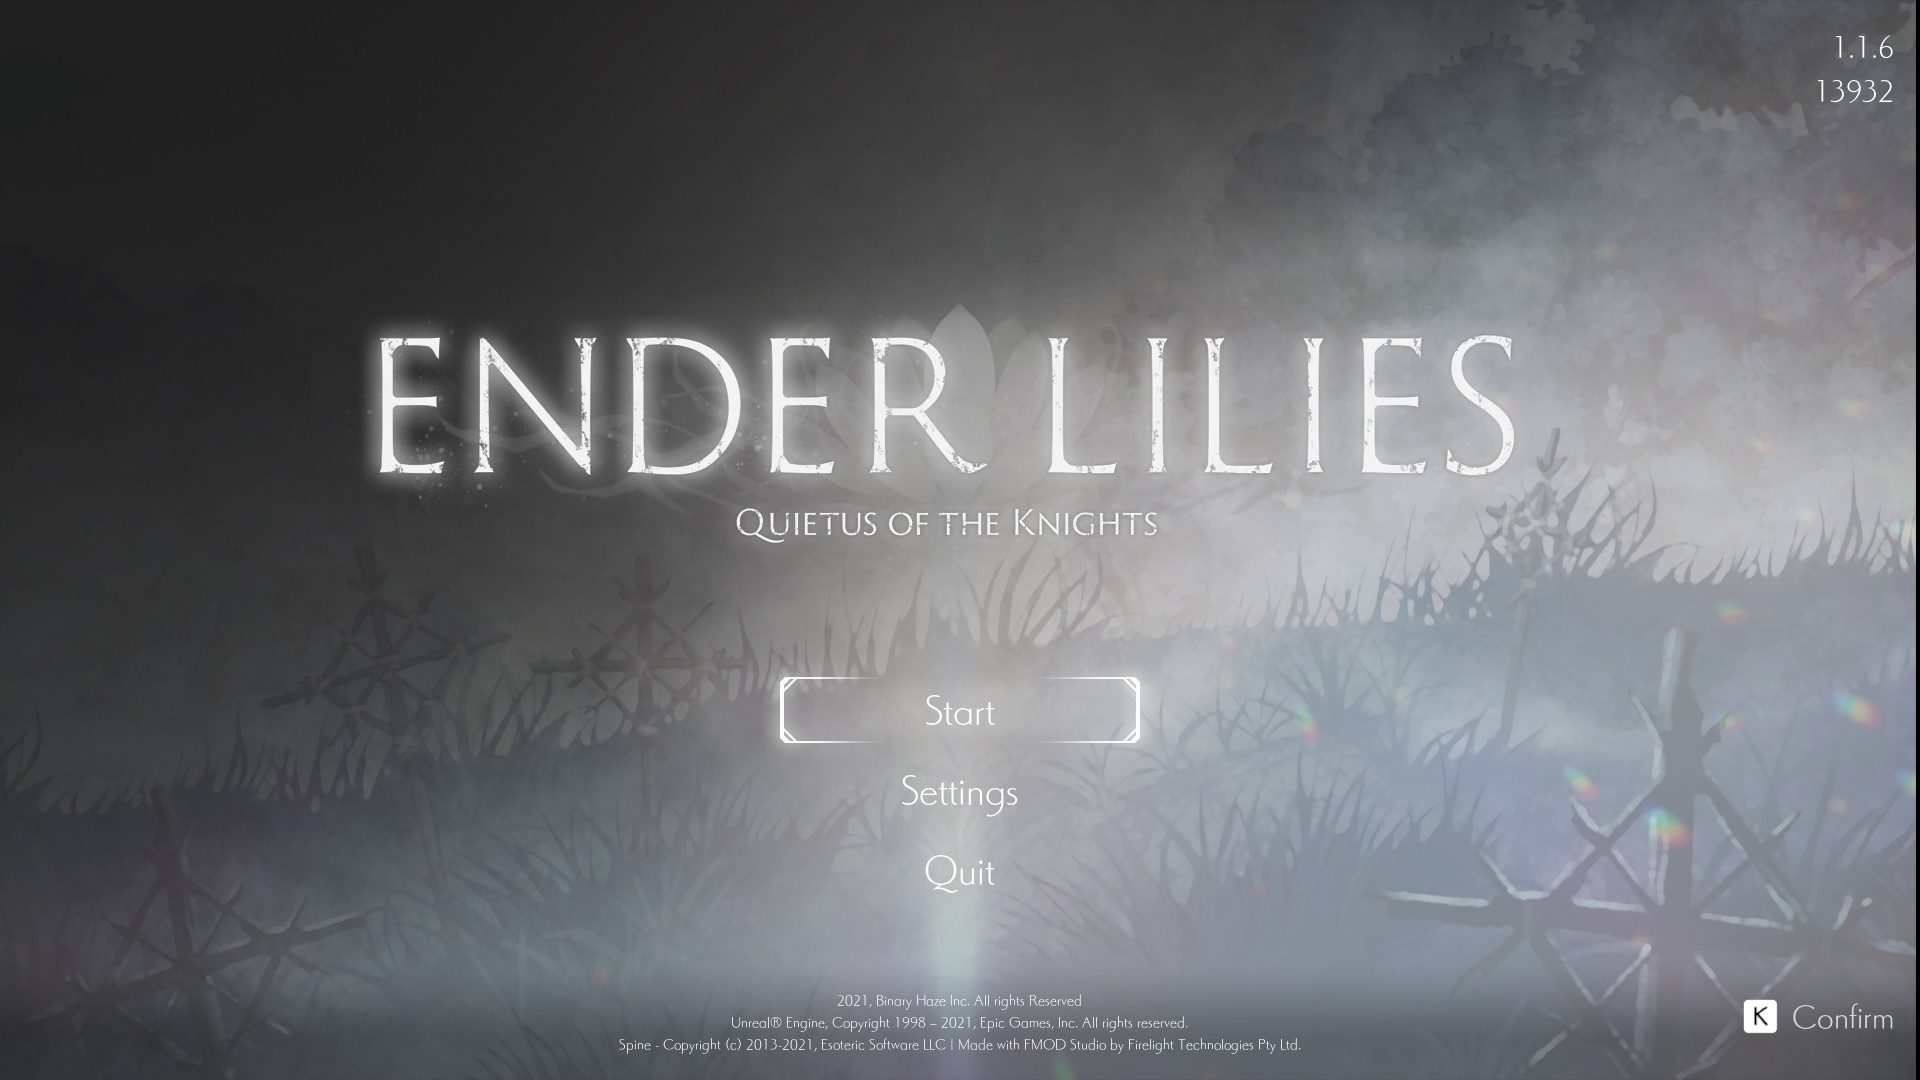 1.1.6
13932
ENDER LILIES
QUIETUS OF THE KNIGHTS
Start
Settings
Quit
2021, Binary Haze Inc. All rights Reserved
Unreal® Engine, Copyright 1998 – 2021, Epic Games, Inc. All rights reserved.
Spine - Copyright (c) 2013-2021, Esoteric Software LLC | Made with FMOD Studio by Firelight Technologies Pty Ltd.
K Confirm